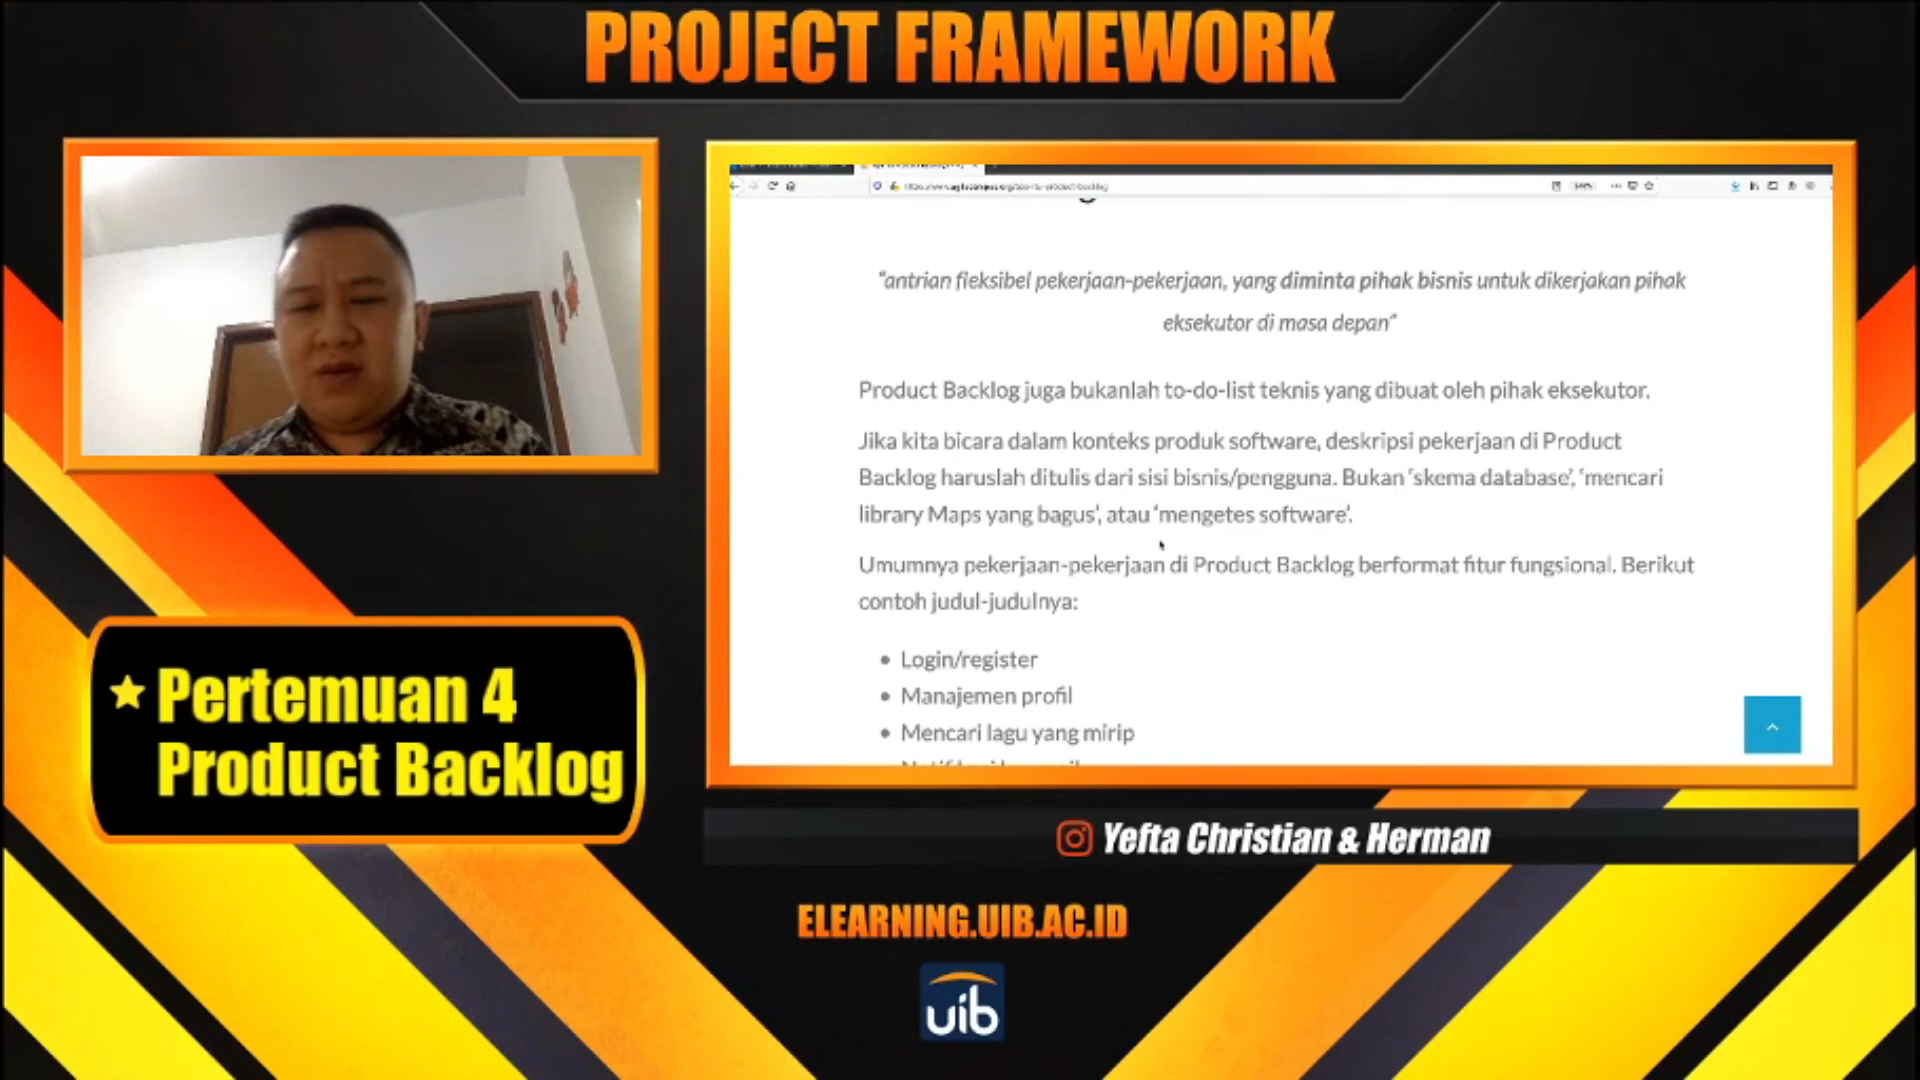 PROJECT FRAMEWORK
“antrian fleksibel pekerjaan-pekerjaan, yang diminta pihak bisnis untuk dikerjakan pihak
eksekutor di masa depan”
Product Backlog juga bukanlah to-do-list teknis yang dibuat oleh pihak eksekutor.
Jika kita bicara dalam konteks produk software, deskripsi pekerjaan di Product
Backlog haruslah ditulis dari sisi bisnis/pengguna. Bukan ‘skema database’, ‘mencari
library Maps yang bagus’, atau ‘mengetes software’.
Umumnya pekerjaan-pekerjaan di Product Backlog berformat fitur fungsional. Berikut
contoh judul-judulnya:
• Login/register
• Manajemen profil
• Mencari lagu yang mirip
★ Pertemuan 4
Product Backlog
Yefta Christian & Herman
ELEARNING.UIB.AC.ID
uib